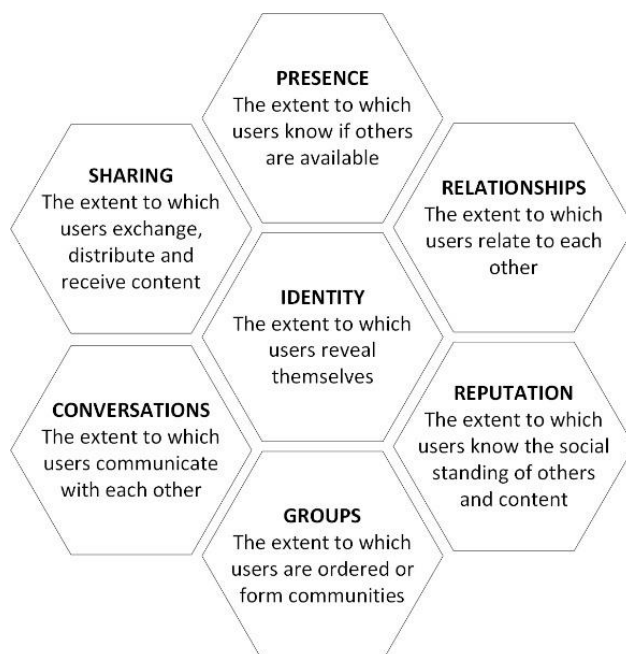 PRESENCE
The extent to which
users know if others
are available
SHARING
The extent to which
users exchange,
distribute and
receive content
RELATIONSHIPS
The extent to which
users relate to each
other
IDENTITY
The extent to which
users reveal
themselves
CONVERSATIONS
The extent to which
users communicate
with each other
REPUTATION
The extent to which
users know the social
standing of others
and content
GROUPS
The extent to which
users are ordered or
form communities